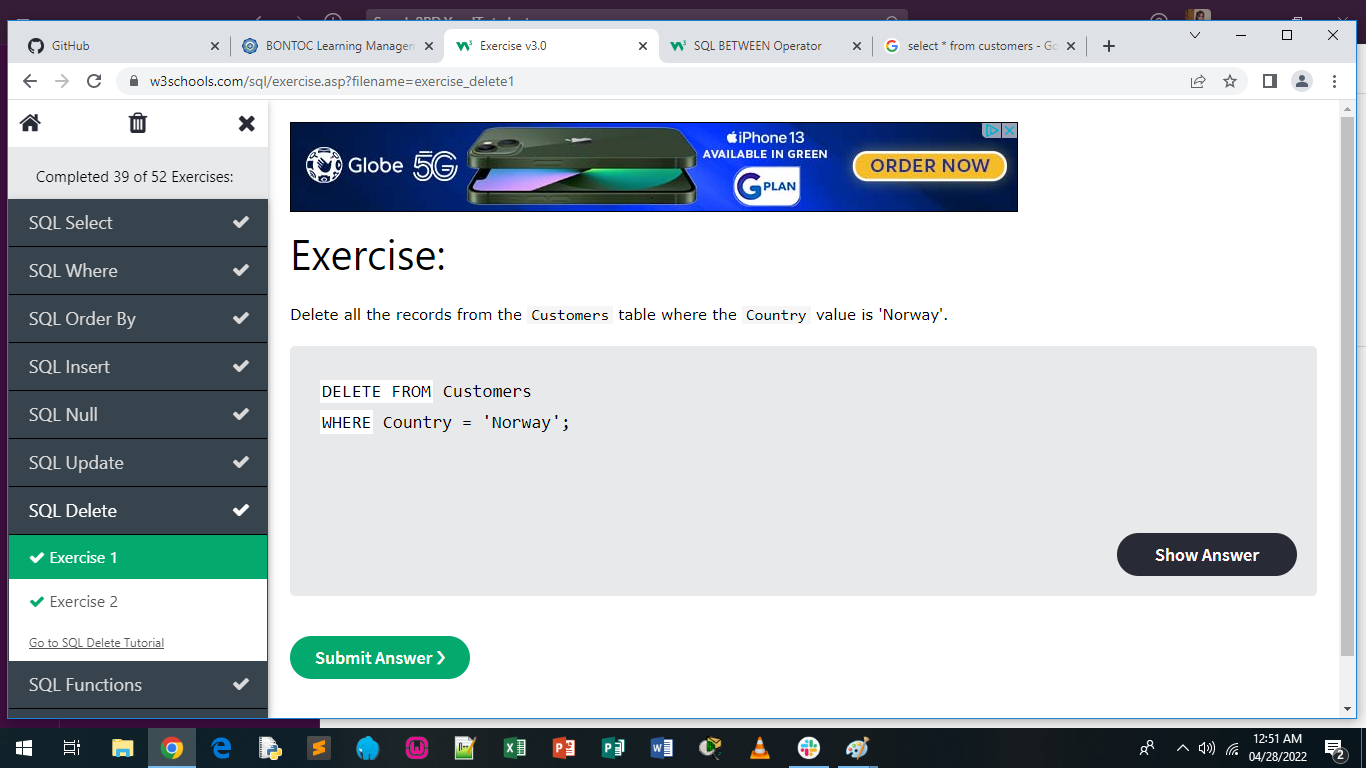 GitHub
BONTOC Learning Managem
Exercise v3.0
SQL BETWEEN Operator
select * from customers - Go
w3schools.com/sql/exercise.asp?filename=exercise_delete1
Completed 39 of 52 Exercises:
SQL Select
SQL Where
SQL Order By
SQL Insert
SQL Null
SQL Update
SQL Delete
Exercise 1
Exercise 2
Go to SQL Delete Tutorial
SQL Functions
Globe 5G
iPhone 13
AVAILABLE IN GREEN
GPLAN
ORDER NOW
Exercise:
Delete all the records from the Customers table where the Country value is 'Norway'.
DELETE FROM Customers
WHERE Country = 'Norway';
Show Answer
Submit Answer ❯
12:51 AM
04/28/2022
2